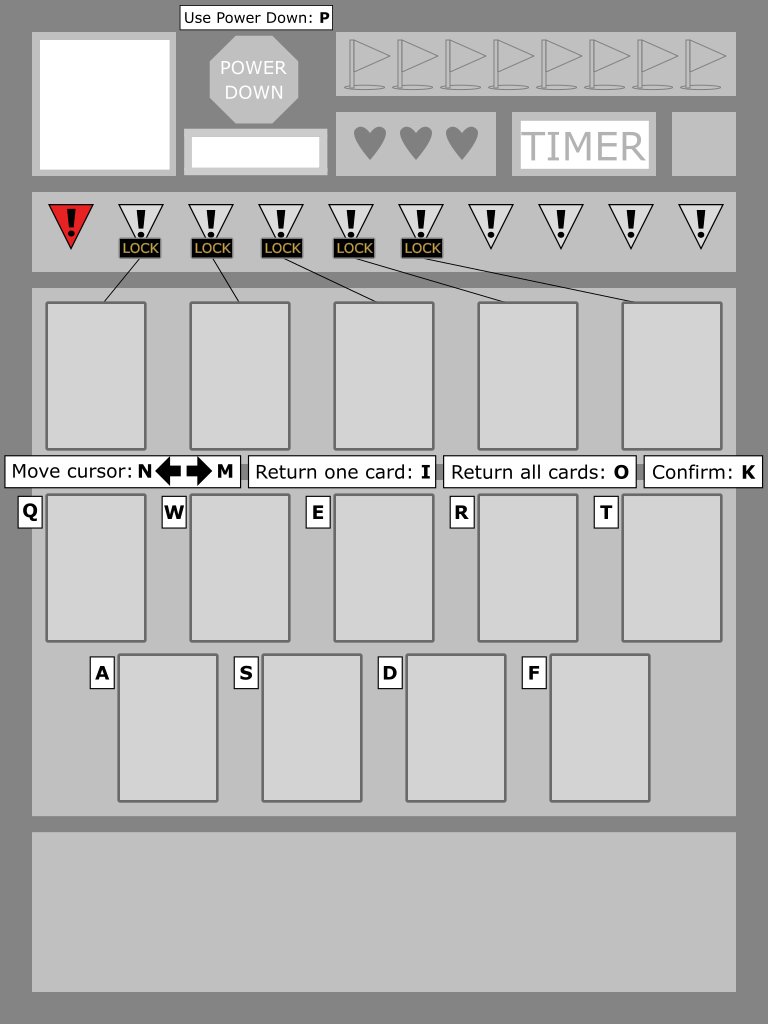 Use Power Down: P
POWER
DOWN
TIMER
! ! ! ! ! ! ! ! ! !
LOCK LOCK LOCK LOCK LOCK
Move cursor: N M
Return one card: I
Return all cards: O
Confirm: K
Q W E R T
A S D F